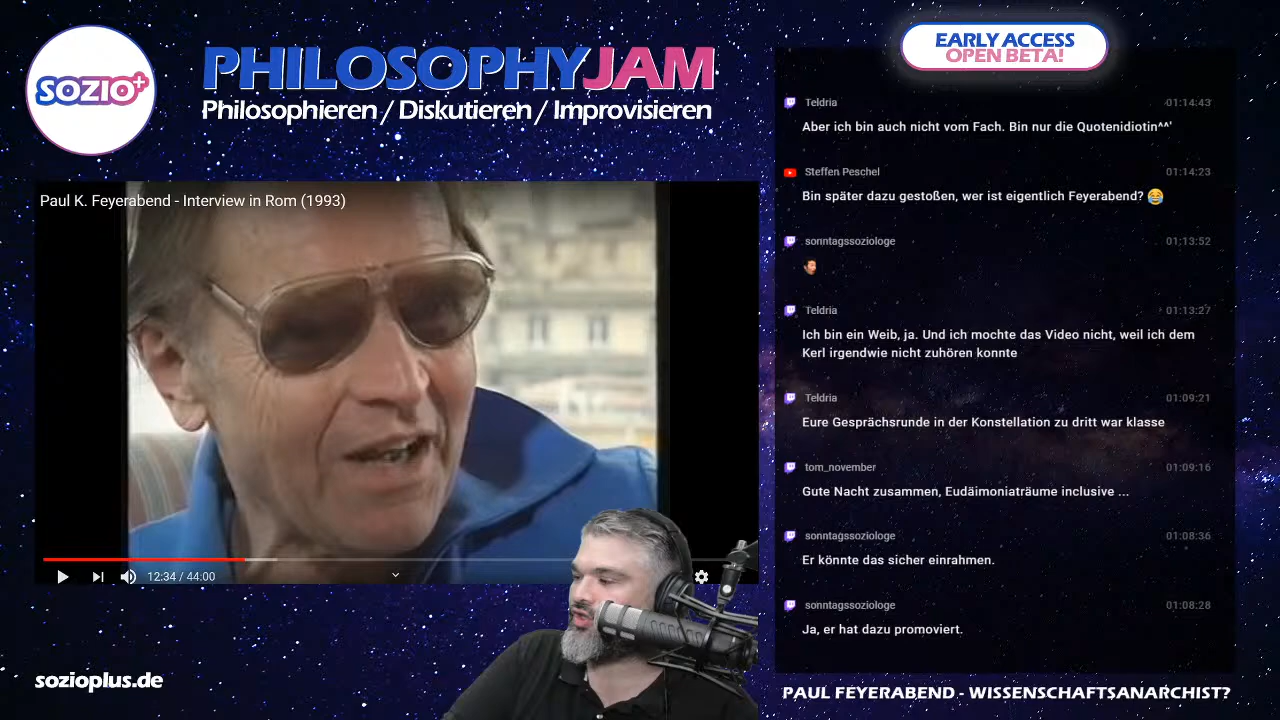 SOZIO+
PHILOSOPHYJAM
Philosophieren / Diskutieren / Improvisieren
EARLY ACCESS
OPEN BETA!
Paul K. Feyerabend - Interview in Rom (1993)
12:34 / 44:00
sozioplus.de
Teldria 01:14:43
Aber ich bin auch nicht vom Fach. Bin nur die Quotenidiotin^^'
Steffen Peschel 01:14:23
Bin später dazu gestoßen, wer ist eigentlich Feyerabend? 😂
sonntagssoziologe 01:13:52
Teldria 01:13:27
Ich bin ein Weib, ja. Und ich mochte das Video nicht, weil ich dem
Kerl irgendwie nicht zuhören konnte
Teldria 01:09:21
Eure Gesprächsrunde in der Konstellation zu dritt war klasse
tom_november 01:09:16
Gute Nacht zusammen, Eudäimoniaträume inclusive ...
sonntagssoziologe 01:08:36
Er könnte das sicher einrahmen.
sonntagssoziologe 01:08:28
Ja, er hat dazu promoviert.
PAUL FEYERABEND - WISSENSCHAFTSANARCHIST?